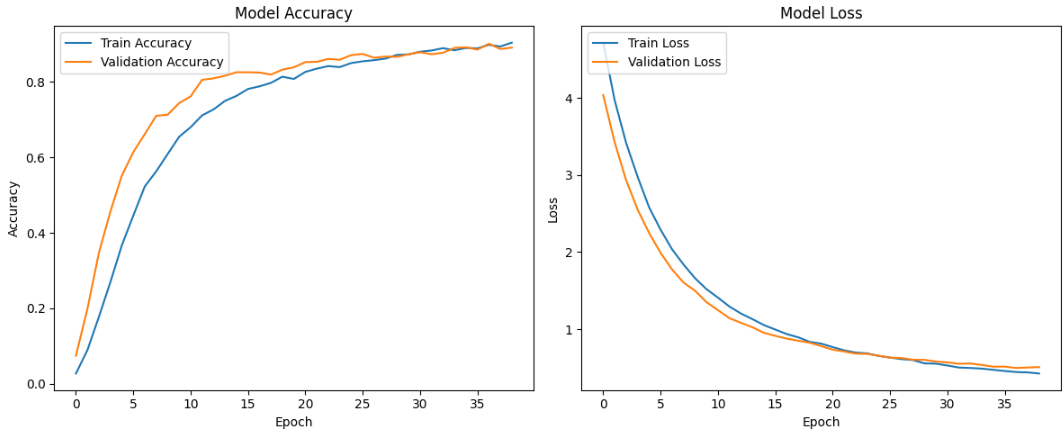 Model Accuracy
Train Accuracy
Validation Accuracy
0.8
0.6
0.4
0.2
0.0
Accuracy
0
5
10
15
20
25
30
35
Epoch
Model Loss
Train Loss
Validation Loss
4
3
2
1
Loss
0
5
10
15
20
25
30
35
Epoch